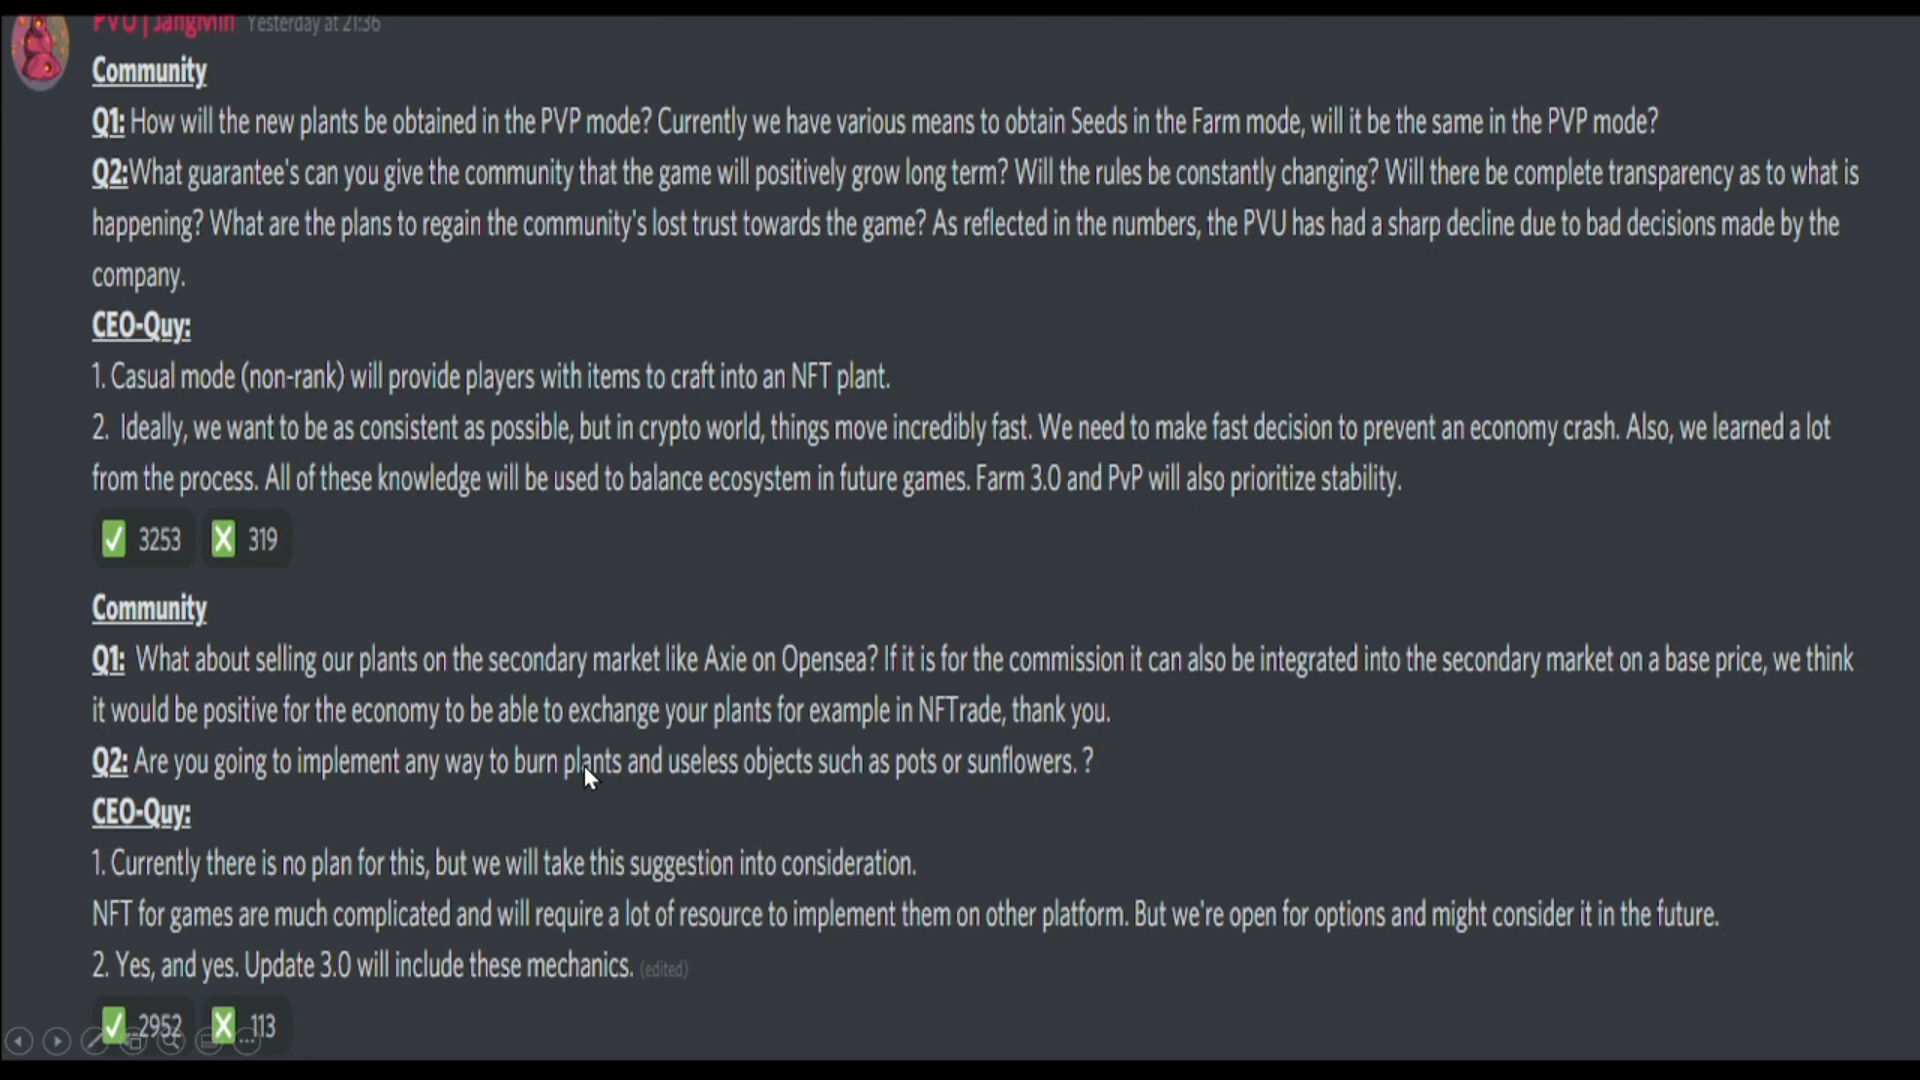 PVU | JangMin Yesterday at 21:36
Community
Q1: How will the new plants be obtained in the PVP mode? Currently we have various means to obtain Seeds in the Farm mode, will it be the same in the PVP mode?
Q2:What guarantee's can you give the community that the game will positively grow long term? Will the rules be constantly changing? Will there be complete transparency as to what is
happening? What are the plans to regain the community's lost trust towards the game? As reflected in the numbers, the PVU has had a sharp decline due to bad decisions made by the
company.
CEO-Quy:
1. Casual mode (non-rank) will provide players with items to craft into an NFT plant.
2. Ideally, we want to be as consistent as possible, but in crypto world, things move incredibly fast. We need to make fast decision to prevent an economy crash. Also, we learned a lot
from the process. All of these knowledge will be used to balance ecosystem in future games. Farm 3.0 and PvP will also prioritize stability.
3253 319
Community
Q1: What about selling our plants on the secondary market like Axie on Opensea? If it is for the commission it can also be integrated into the secondary market on a base price, we think
it would be positive for the economy to be able to exchange your plants for example in NFTrade, thank you.
Q2: Are you going to implement any way to burn plants and useless objects such as pots or sunflowers. ?
CEO-Quy:
1. Currently there is no plan for this, but we will take this suggestion into consideration.
NFT for games are much complicated and will require a lot of resource to implement them on other platform. But we're open for options and might consider it in the future.
2. Yes, and yes. Update 3.0 will include these mechanics. (edited)
2952 113